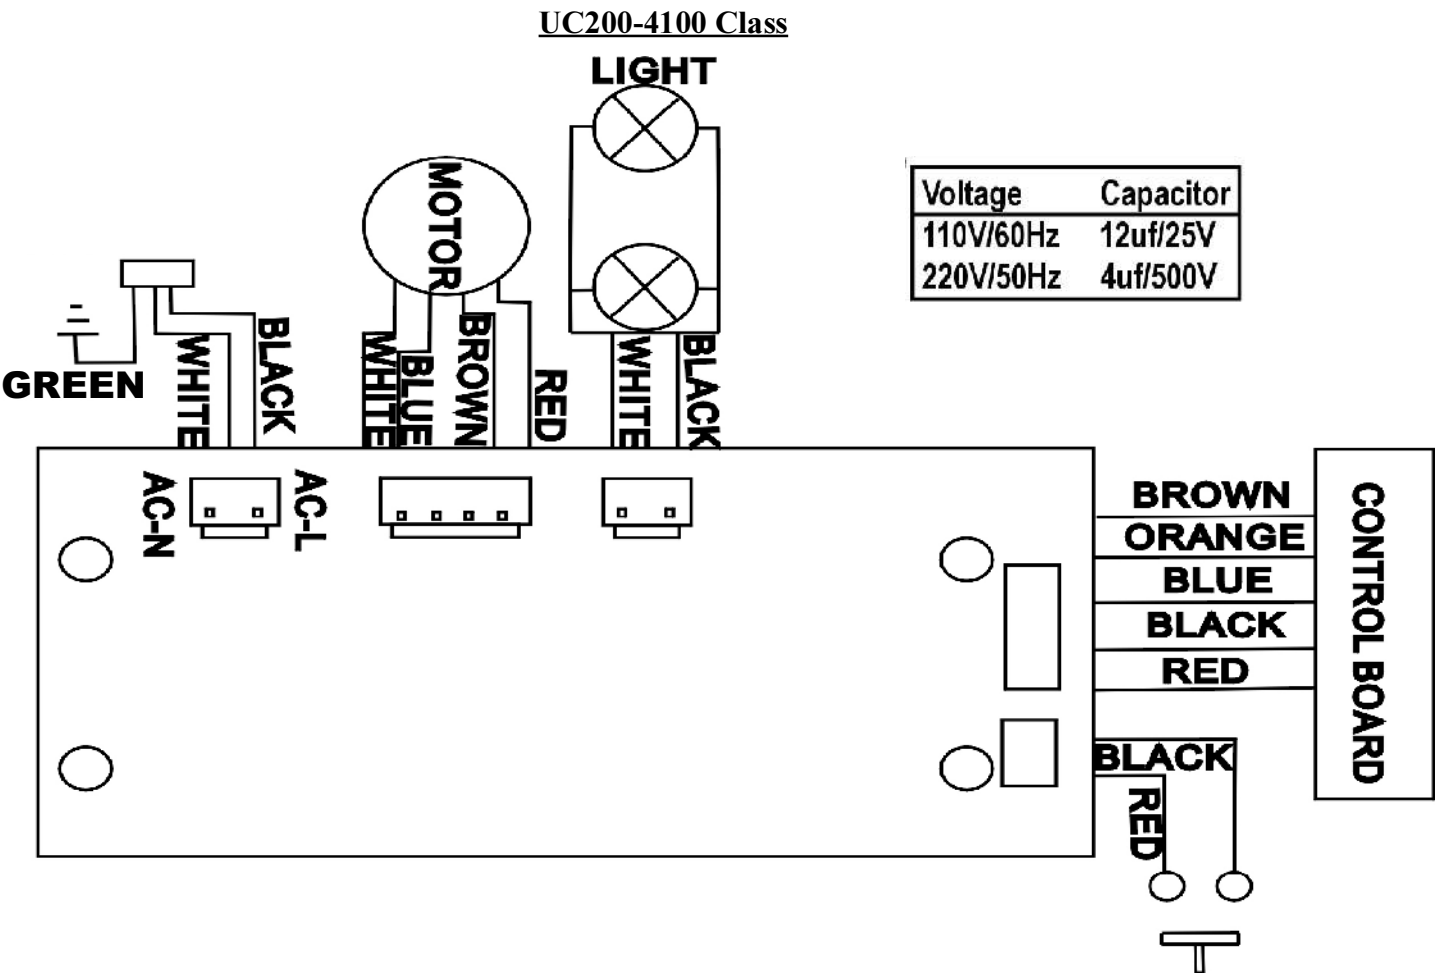 UC200-4100 Class
LIGHT
MOTOR
Voltage Capacitor
110V/60Hz 12uf/25V
220V/50Hz 4uf/500V
GREEN
WHITE
BLACK
WHITE
BLUE
BROWN
RED
WHITE
BLACK
AC-N
AC-L
BROWN
ORANGE
BLUE
BLACK
RED
CONTROL BOARD
BLACK
RED